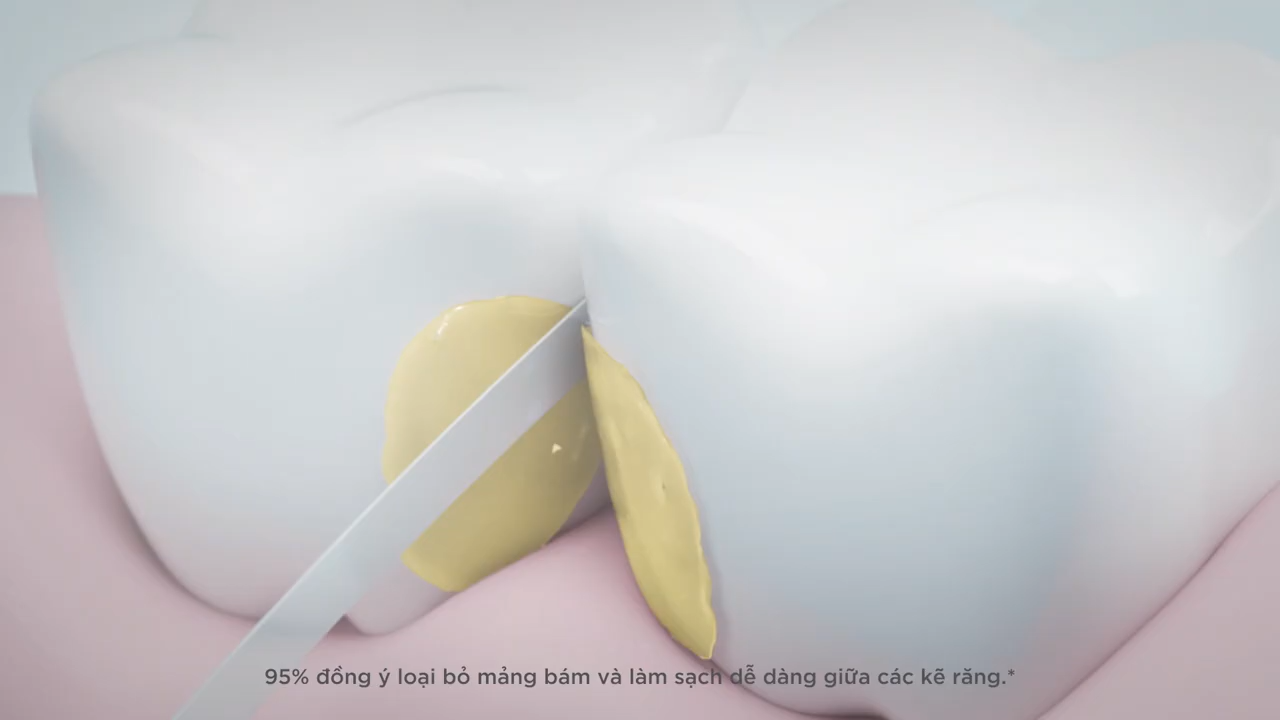 95% đồng ý loại bỏ mảng bám và làm sạch dễ dàng giữa các kẽ răng.*